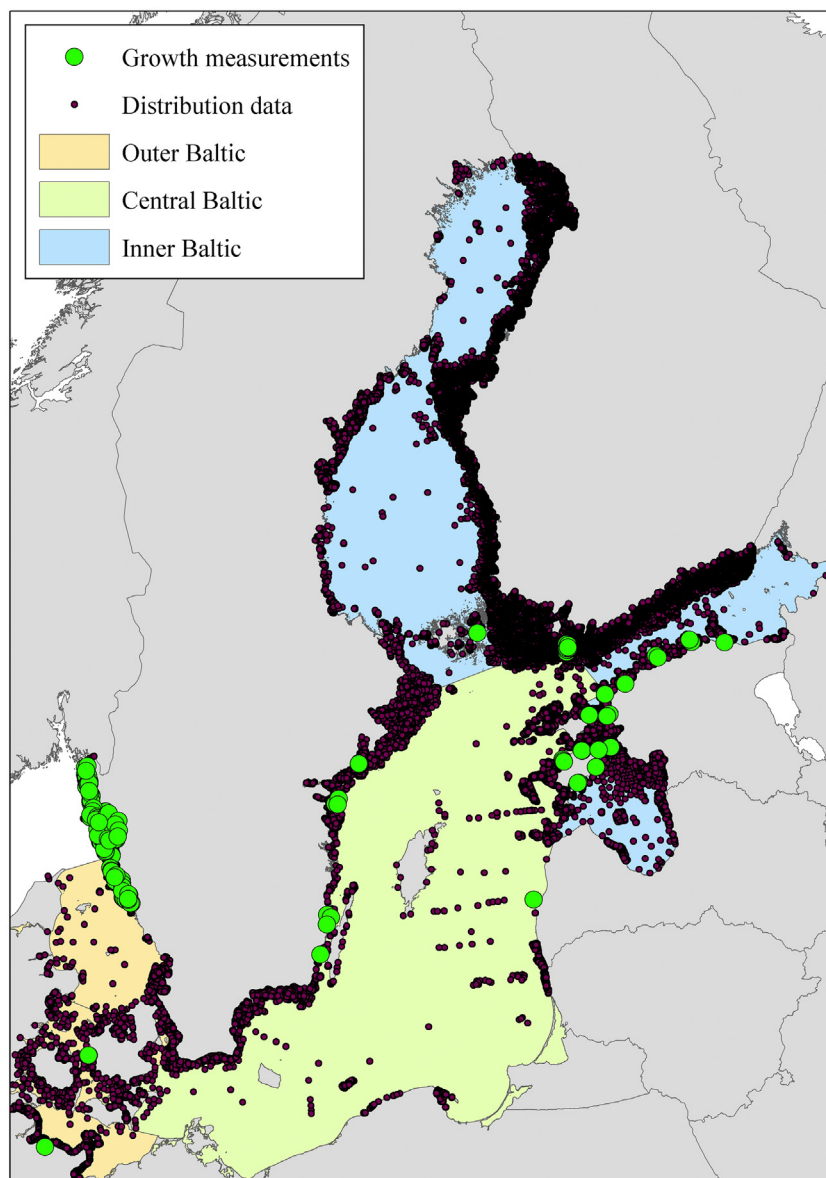 Growth measurements
Distribution data
Outer Baltic
Central Baltic
Inner Baltic